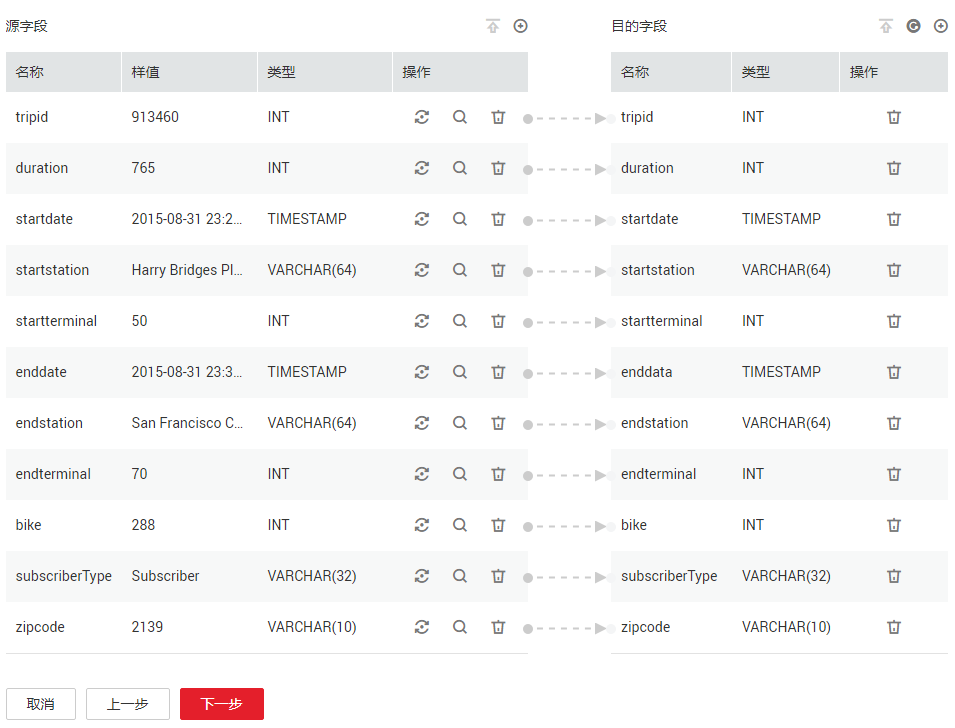 源字段 目的字段
名称 样值 类型 操作 名称 类型 操作
tripid 913460 INT tripid INT
duration 765 INT duration INT
startdate 2015-08-31 23:2... TIMESTAMP startdate TIMESTAMP
startstation Harry Bridges Pl... VARCHAR(64) startstation VARCHAR(64)
startterminal 50 INT startterminal INT
enddate 2015-08-31 23:3... TIMESTAMP enddata TIMESTAMP
endstation San Francisco C... VARCHAR(64) endstation VARCHAR(64)
endterminal 70 INT endterminal INT
bike 288 INT bike INT
subscriberType Subscriber VARCHAR(32) subscriberType VARCHAR(32)
zipcode 2139 VARCHAR(10) zipcode VARCHAR(10)
取消 上一步 下一步